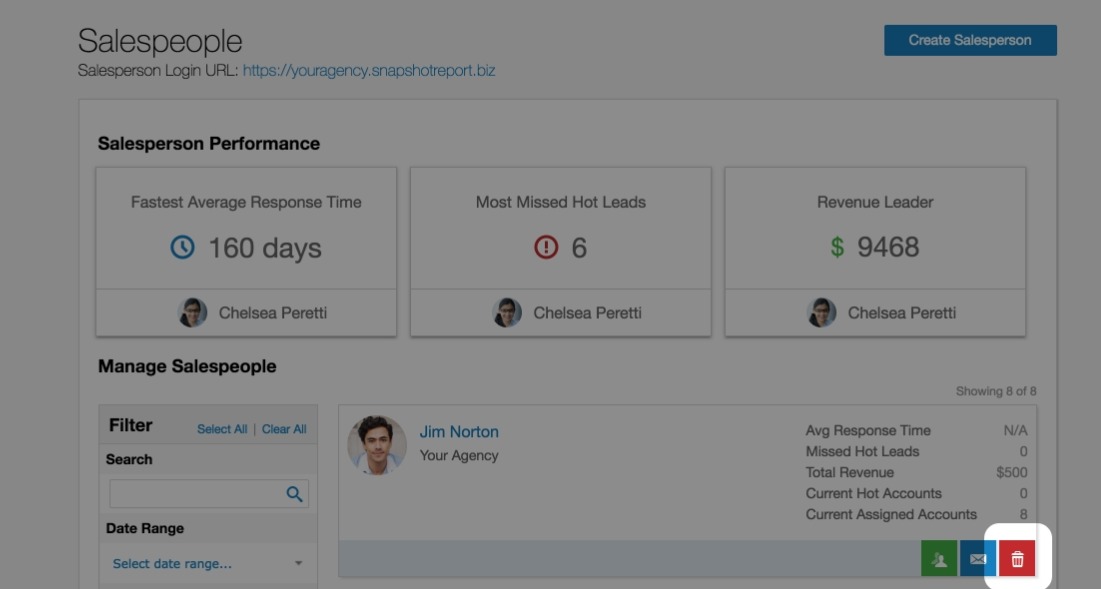 Salespeople
Create Salesperson
Salesperson Login URL: https://youragency.snapshotreport.biz
Salesperson Performance
Fastest Average Response Time
160 days
Chelsea Peretti
Most Missed Hot Leads
6
Chelsea Peretti
Revenue Leader
$ 9468
Chelsea Peretti
Manage Salespeople
Showing 8 of 8
Filter Select All | Clear All
Search
Date Range
Select date range...
Jim Norton
Your Agency
Avg Response Time N/A
Missed Hot Leads 0
Total Revenue $500
Current Hot Accounts 0
Current Assigned Accounts 8